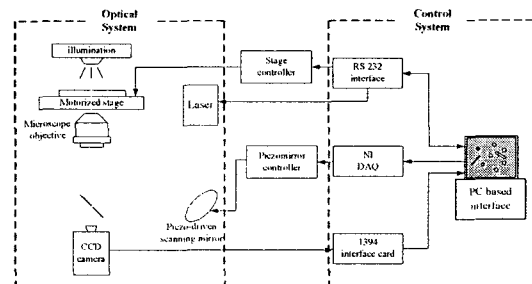 Optical
System
Control
System
illumination
Motorized stage
Microscope
objective
Stage
controller
RS 232
interface
Laser
Piezomirror
controller
NI
DAQ
PC based
interface
Piezo-driven
scanning mirror
CCD
camera
1394
interface card